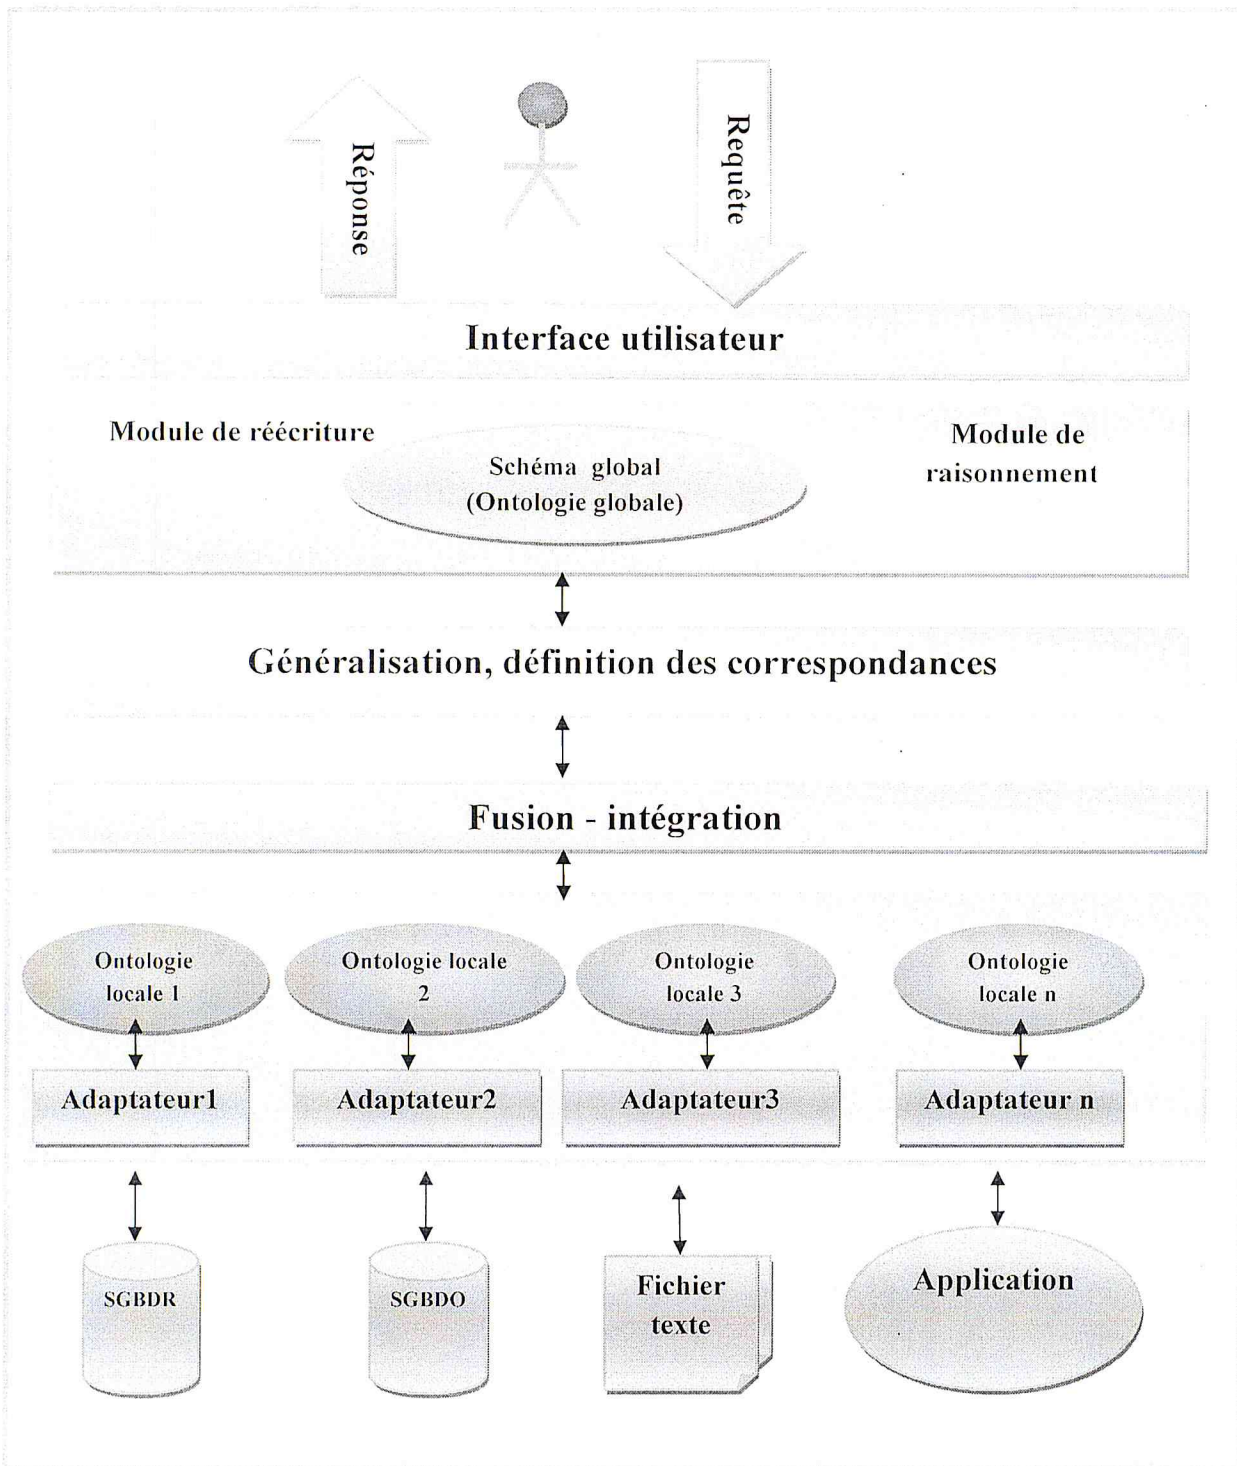 Réponse
Requête
Interface utilisateur
Module de réécriture
Schéma global
(Ontologie globale)
Module de
raisonnement
Généralisation, définition des correspondances
Fusion - intégration
Ontologie
locale 1
Ontologie locale
2
Ontologie
locale 3
Ontologie
locale n
Adaptateur1
Adaptateur2
Adaptateur3
Adaptateur n
SGBDR
SGBDO
Fichier
texte
Application